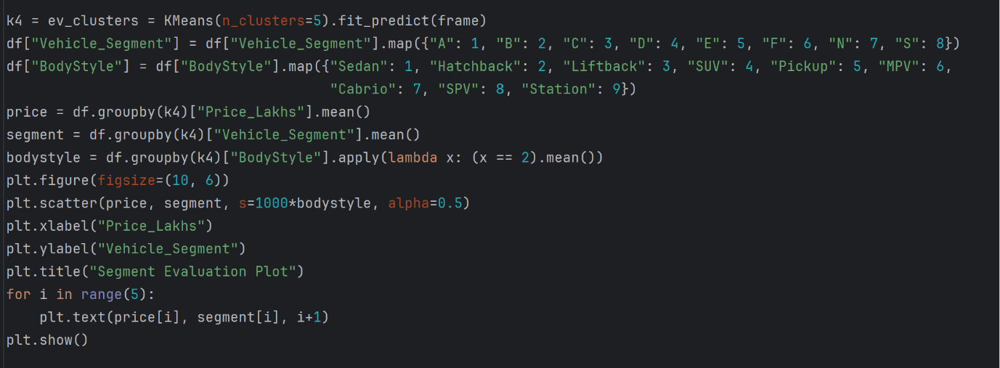 k4 = ev_clusters = KMeans(n_clusters=5).fit_predict(frame)
df["Vehicle_Segment"] = df["Vehicle_Segment"].map({"A": 1, "B": 2, "C": 3, "D": 4, "E": 5, "F": 6, "N": 7, "S": 8})
df["BodyStyle"] = df["BodyStyle"].map({"Sedan": 1, "Hatchback": 2, "Liftback": 3, "SUV": 4, "Pickup": 5, "MPV": 6,
                                       "Cabrio": 7, "SPV": 8, "Station": 9})
price = df.groupby(k4)["Price_Lakhs"].mean()
segment = df.groupby(k4)["Vehicle_Segment"].mean()
bodystyle = df.groupby(k4)["BodyStyle"].apply(lambda x: (x == 2).mean())
plt.figure(figsize=(10, 6))
plt.scatter(price, segment, s=1000*bodystyle, alpha=0.5)
plt.xlabel("Price_Lakhs")
plt.ylabel("Vehicle_Segment")
plt.title("Segment Evaluation Plot")
for i in range(5):
    plt.text(price[i], segment[i], i+1)
plt.show()